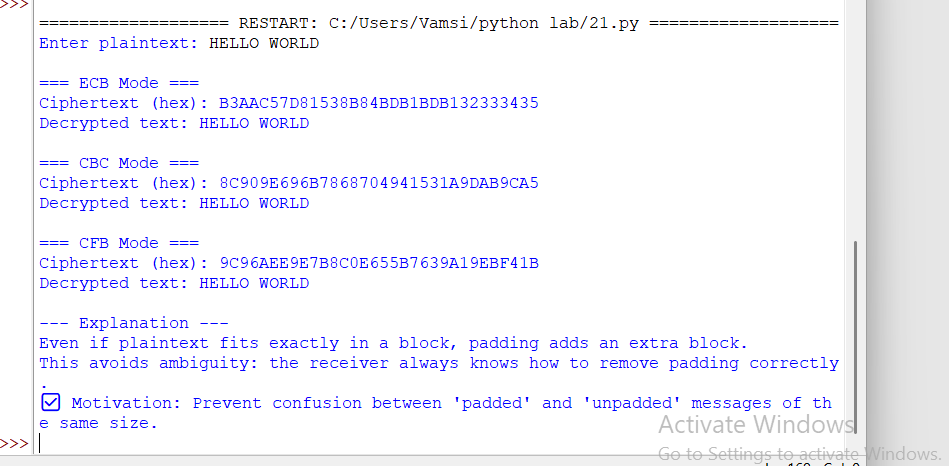 >>>
=================== RESTART: C:/Users/Vamsi/python lab/21.py ===================
Enter plaintext: HELLO WORLD
=== ECB Mode ===
Ciphertext (hex): B3AAC57D81538B84BDB1BDB132333435
Decrypted text: HELLO WORLD
=== CBC Mode ===
Ciphertext (hex): 8C909E696B7868704941531A9DAB9CA5
Decrypted text: HELLO WORLD
=== CFB Mode ===
Ciphertext (hex): 9C96AEE9E7B8C0E655B7639A19EBF41B
Decrypted text: HELLO WORLD
--- Explanation ---
Even if plaintext fits exactly in a block, padding adds an extra block.
This avoids ambiguity: the receiver always knows how to remove padding correctly
.
☑ Motivation: Prevent confusion between 'padded' and 'unpadded' messages of th
e same size.
Activate Windows
>>>
Go to Settings to activate Windows.